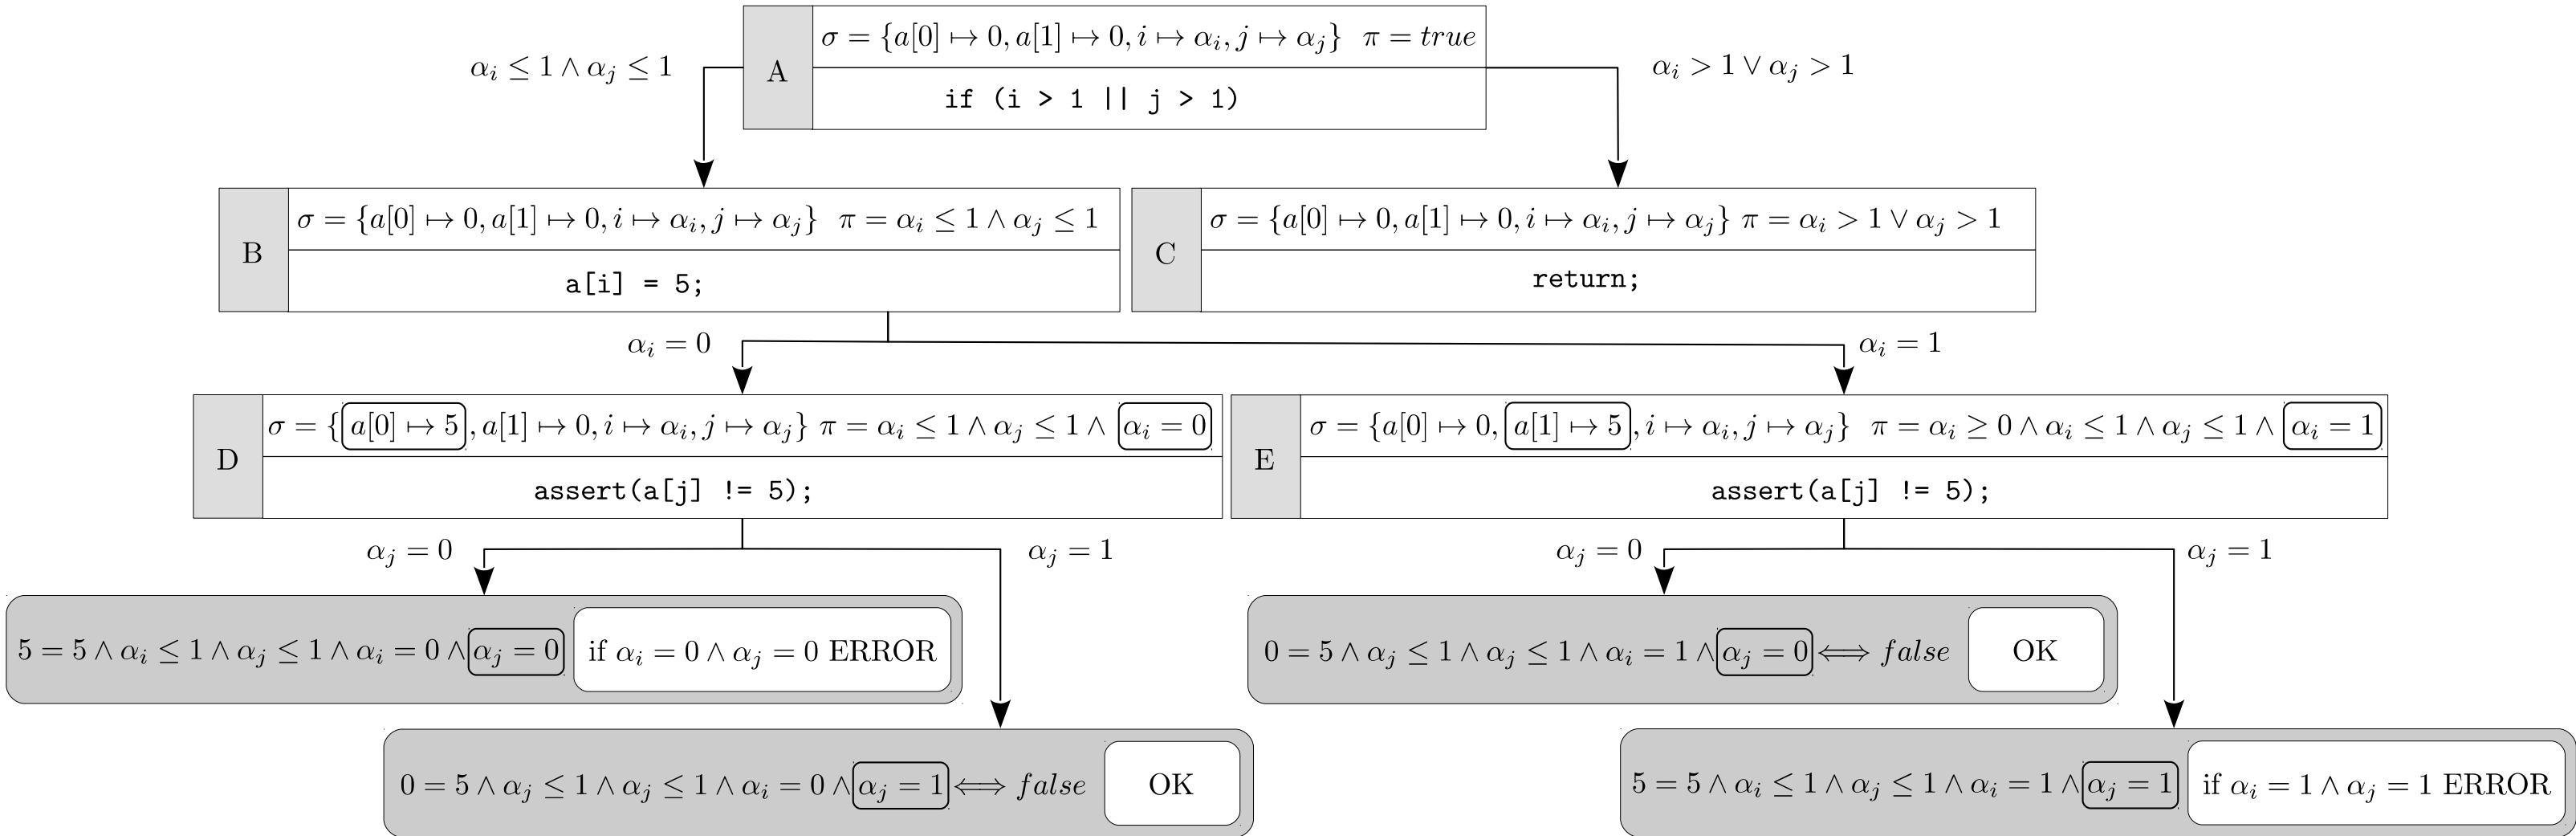 σ = {a[0] ↦ 0, a[1] ↦ 0, i ↦ αᵢ, j ↦ αⱼ} π = true
αᵢ ≤ 1 ∧ αⱼ ≤ 1
A
αᵢ > 1 ∨ αⱼ > 1
if (i > 1 || j > 1)
σ = {a[0] ↦ 0, a[1] ↦ 0, i ↦ αᵢ, j ↦ αⱼ} π = αᵢ ≤ 1 ∧ αⱼ ≤ 1
B
a[i] = 5;
σ = {a[0] ↦ 0, a[1] ↦ 0, i ↦ αᵢ, j ↦ αⱼ} π = αᵢ > 1 ∨ αⱼ > 1
C
return;
αᵢ = 0
αᵢ = 1
σ = {a[0] ↦ 5, a[1] ↦ 0, i ↦ αᵢ, j ↦ αⱼ} π = αᵢ ≤ 1 ∧ αⱼ ≤ 1 ∧ αᵢ = 0
D
assert(a[j] != 5);
σ = {a[0] ↦ 0, a[1] ↦ 5, i ↦ αᵢ, j ↦ αⱼ} π = αᵢ ≥ 0 ∧ αᵢ ≤ 1 ∧ αⱼ ≤ 1 ∧ αᵢ = 1
E
assert(a[j] != 5);
αⱼ = 0
αⱼ = 1
αⱼ = 0
αⱼ = 1
5 = 5 ∧ αᵢ ≤ 1 ∧ αⱼ ≤ 1 ∧ αᵢ = 0 ∧ αⱼ = 0 if αᵢ = 0 ∧ αⱼ = 0 ERROR
0 = 5 ∧ αⱼ ≤ 1 ∧ αⱼ ≤ 1 ∧ αᵢ = 1 ∧ αⱼ = 0 ⟺ false OK
0 = 5 ∧ αⱼ ≤ 1 ∧ αⱼ ≤ 1 ∧ αᵢ = 0 ∧ αⱼ = 1 ⟺ false OK
5 = 5 ∧ αᵢ ≤ 1 ∧ αⱼ ≤ 1 ∧ αᵢ = 1 ∧ αⱼ = 1 if αᵢ = 1 ∧ αⱼ = 1 ERROR